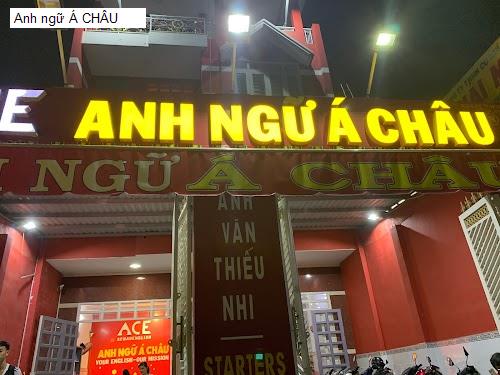 Anh ngữ Á CHÂU
E ANH NGỮ Á CHÂU
NGỮ Á CHÂU
ANH
VĂN
THIẾU
NHI
STARTERS
ACE
ANH NGỮ Á CHÂU
YOUR ENGLISH-OUR MISSION